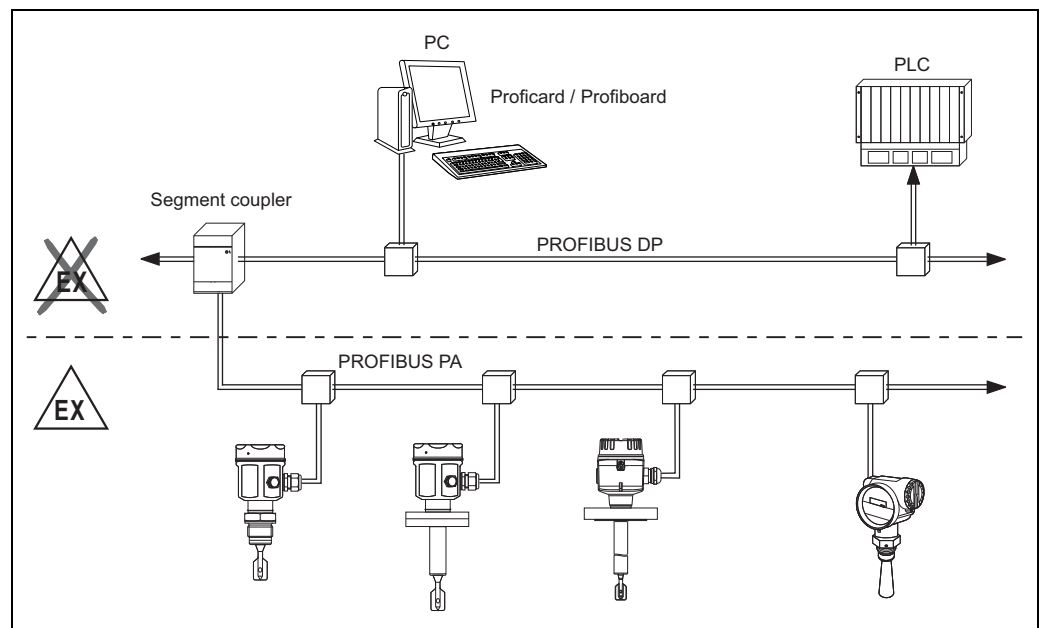 PC
PLC
Proficard / Profiboard
Segment coupler
PROFIBUS DP
EX
PROFIBUS PA
EX